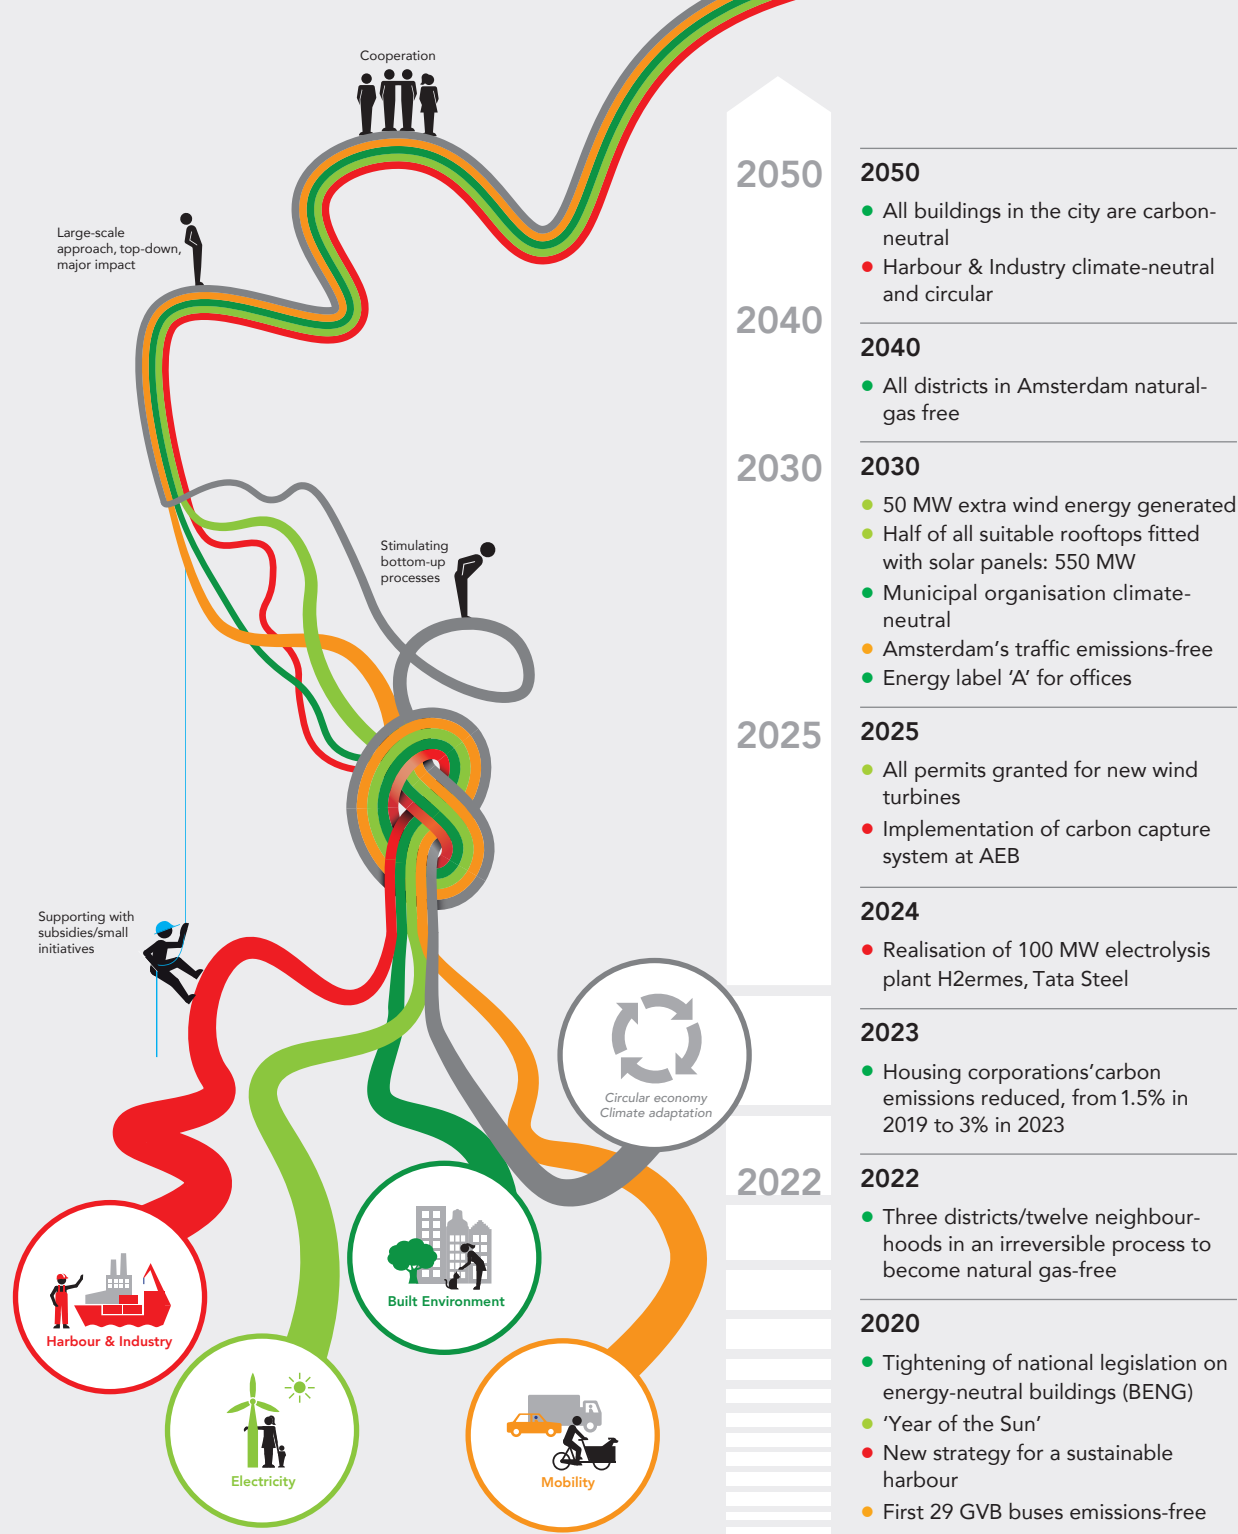 Cooperation
Large-scale
approach, top-down,
major impact
Stimulating
bottom-up
processes
Supporting with
subsidies/small
initiatives
Circular economy
Climate adaptation
Harbour & Industry
Electricity
Built Environment
Mobility
2050
2040
2030
2025
2022
2050
All buildings in the city are carbon-
neutral
Harbour & Industry climate-neutral
and circular
2040
All districts in Amsterdam natural-
gas free
2030
50 MW extra wind energy generated
Half of all suitable rooftops fitted
with solar panels: 550 MW
Municipal organisation climate-
neutral
Amsterdam’s traffic emissions-free
Energy label ‘A’ for offices
2025
All permits granted for new wind
turbines
Implementation of carbon capture
system at AEB
2024
Realisation of 100 MW electrolysis
plant H2ermes, Tata Steel
2023
Housing corporations’carbon
emissions reduced, from 1.5% in
2019 to 3% in 2023
2022
Three districts/twelve neighbour-
hoods in an irreversible process to
become natural gas-free
2020
Tightening of national legislation on
energy-neutral buildings (BENG)
‘Year of the Sun’
New strategy for a sustainable
harbour
First 29 GVB buses emissions-free